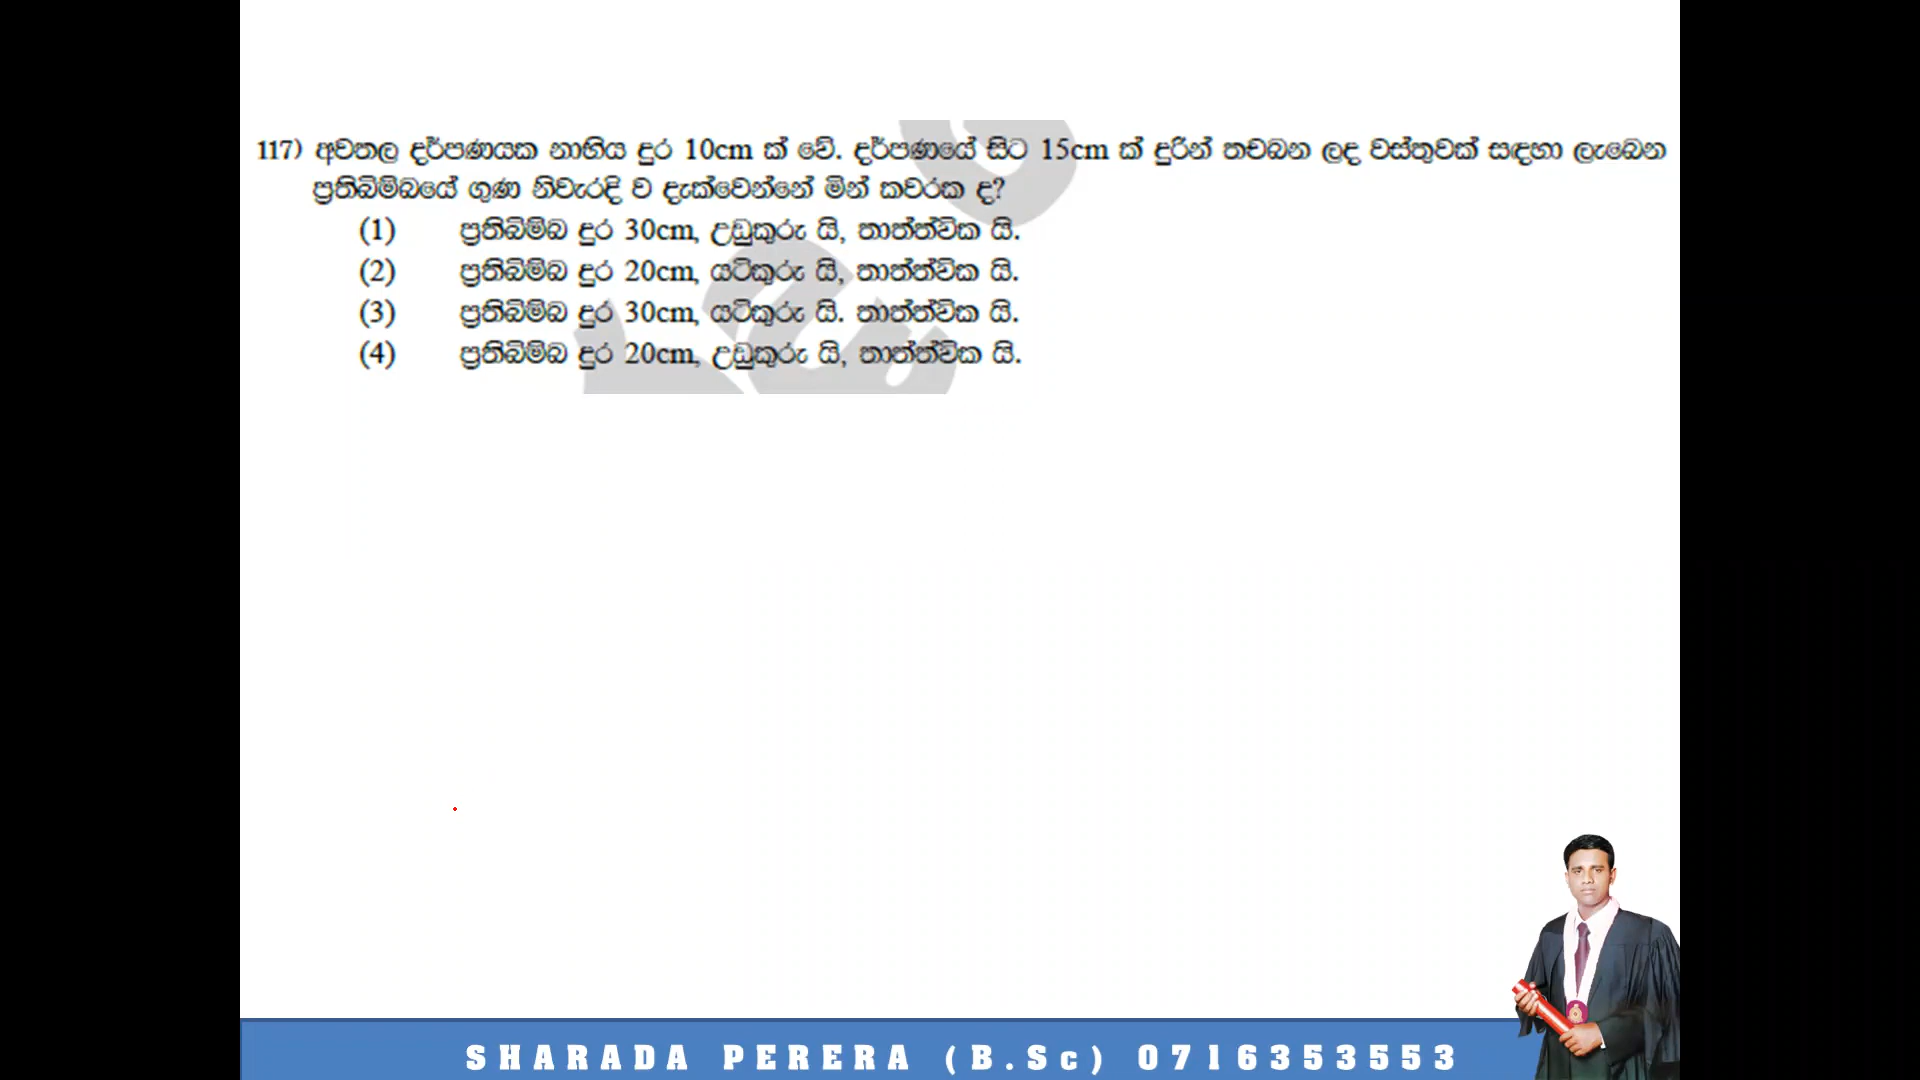 117) අවතල දර්පණයක නාභිය දුර 10cm ක් වේ. දර්පණයේ සිට 15cm ක් දුරින් තචබන ලද වස්තුවක් සඳහා ලැබෙන
ප්‍රතිබිම්බයේ ගුණ නිවැරදි ව දැක්වෙන්නේ මින් කවරක ද?
(1) ප්‍රතිබිම්බ දුර 30cm, උඩුකුරු යි, තාත්ත්වික යි.
(2) ප්‍රතිබිම්බ දුර 20cm, යටිකුරු යි, තාත්ත්වික යි.
(3) ප්‍රතිබිම්බ දුර 30cm, යටිකුරු යි. තාත්ත්වික යි.
(4) ප්‍රතිබිම්බ දුර 20cm, උඩුකුරු යි, තාත්ත්වික යි.
SHARADA PERERA (B.Sc) 0716353553